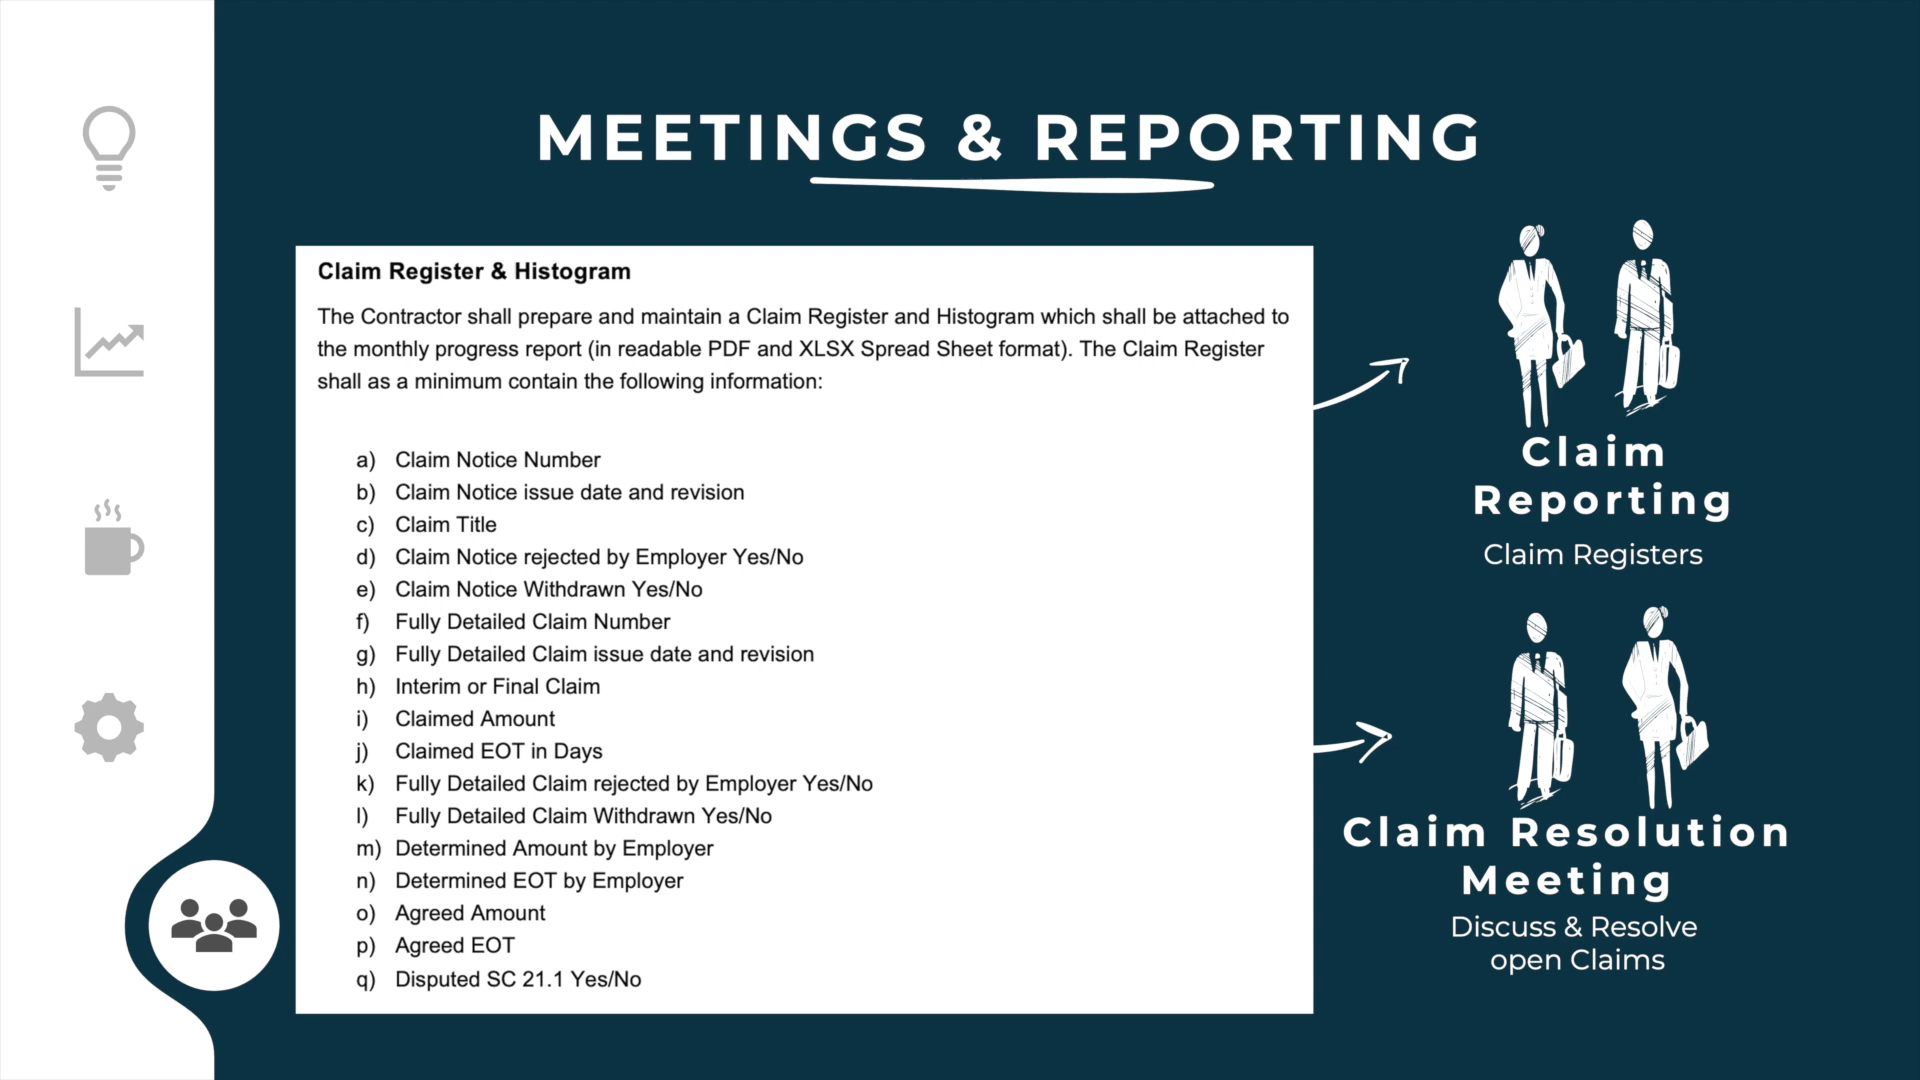 MEETINGS & REPORTING
Claim Register & Histogram
The Contractor shall prepare and maintain a Claim Register and Histogram which shall be attached to
the monthly progress report (in readable PDF and XLSX Spread Sheet format). The Claim Register
shall as a minimum contain the following information:
a) Claim Notice Number
b) Claim Notice issue date and revision
c) Claim Title
d) Claim Notice rejected by Employer Yes/No
e) Claim Notice Withdrawn Yes/No
f) Fully Detailed Claim Number
g) Fully Detailed Claim issue date and revision
h) Interim or Final Claim
i) Claimed Amount
j) Claimed EOT in Days
k) Fully Detailed Claim rejected by Employer Yes/No
l) Fully Detailed Claim Withdrawn Yes/No
m) Determined Amount by Employer
n) Determined EOT by Employer
o) Agreed Amount
p) Agreed EOT
q) Disputed SC 21.1 Yes/No
Claim
Reporting
Claim Registers
Claim Resolution
Meeting
Discuss & Resolve
open Claims